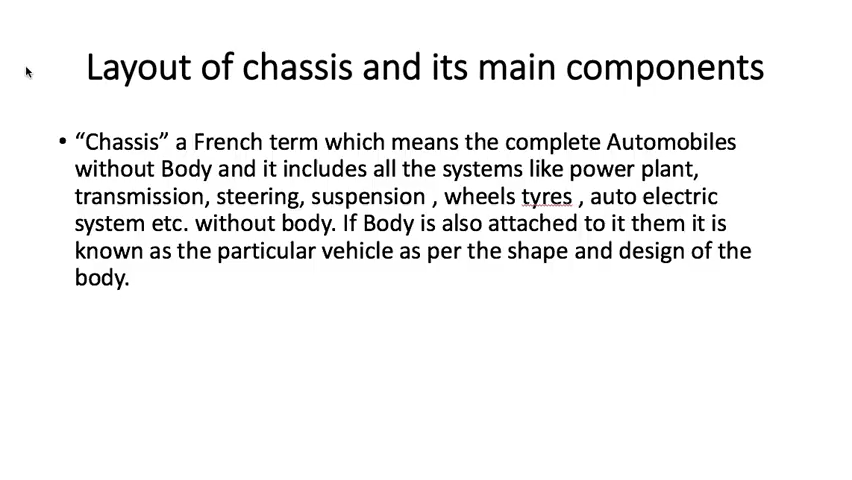 Layout of chassis and its main components
• “Chassis” a French term which means the complete Automobiles
without Body and it includes all the systems like power plant,
transmission, steering, suspension , wheels tyres , auto electric
system etc. without body. If Body is also attached to it them it is
known as the particular vehicle as per the shape and design of the
body.